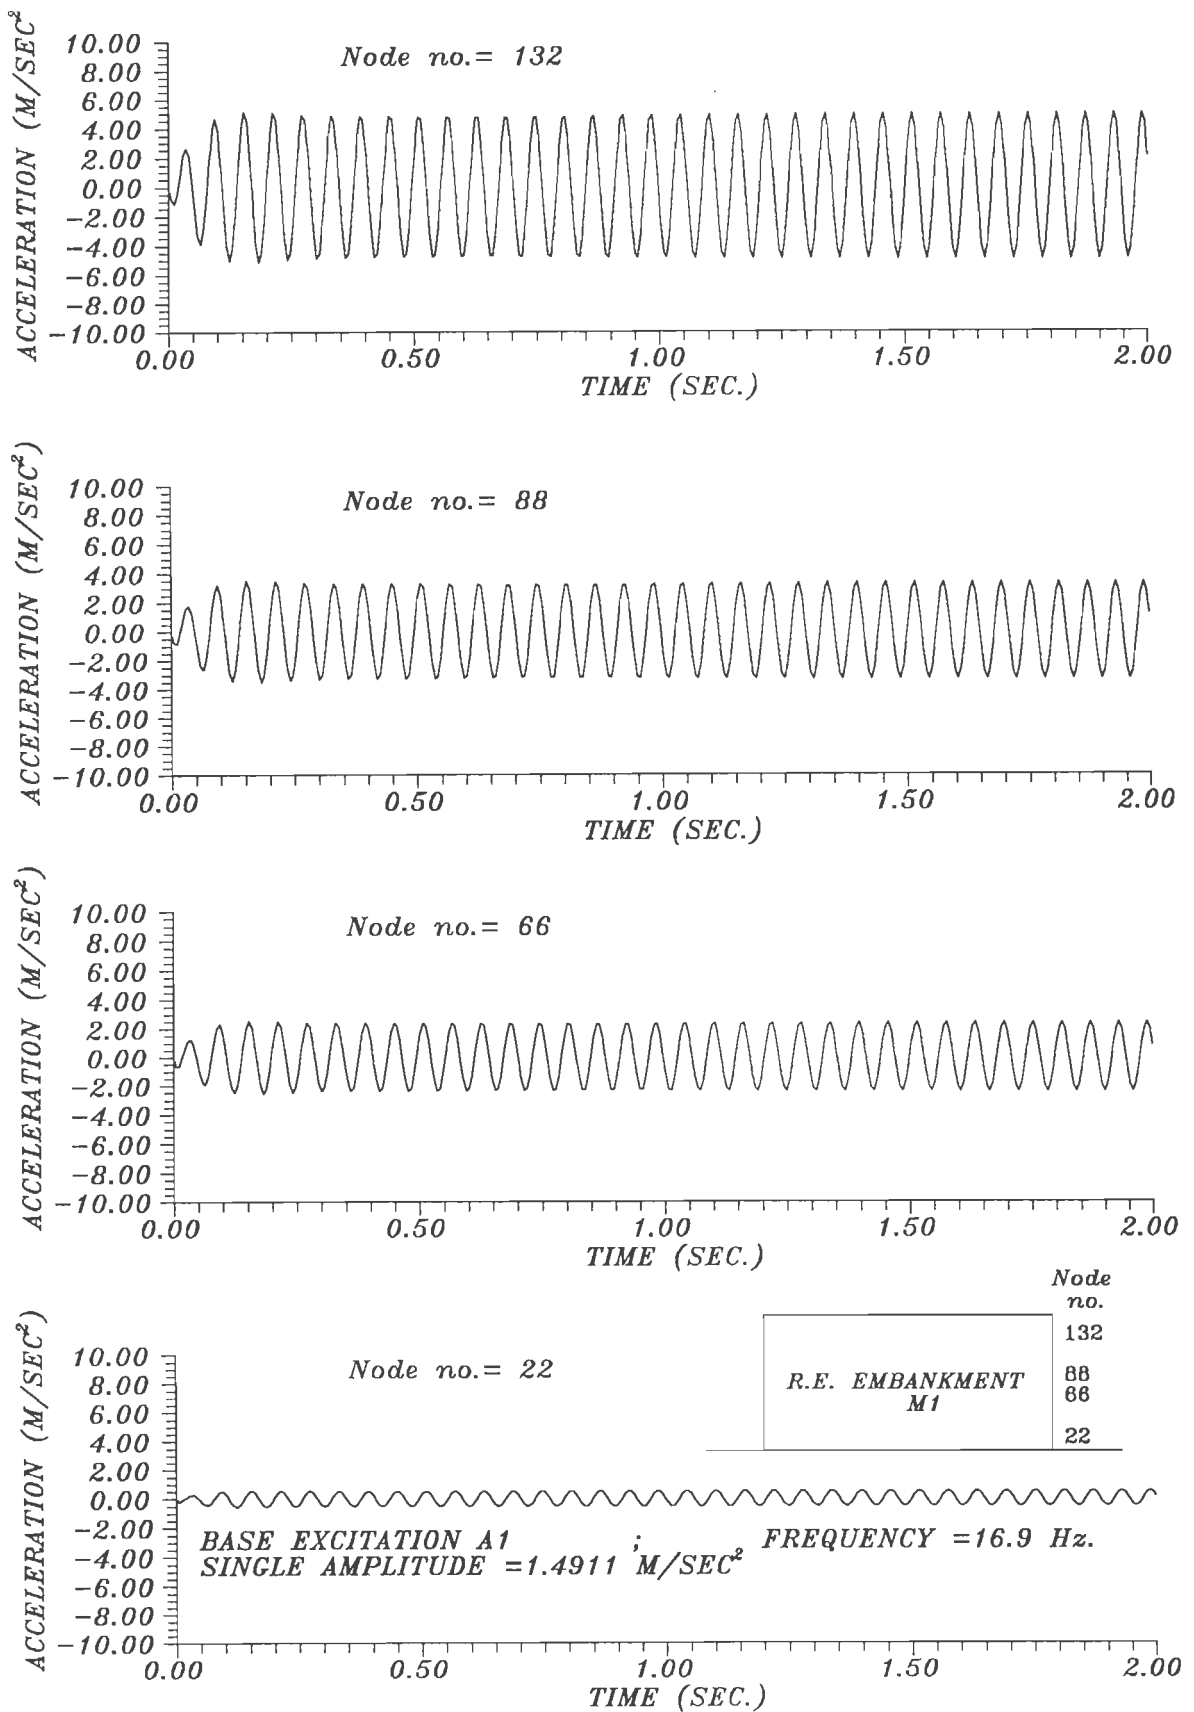 ACCELERATION (M/SEC²
10.00
8.00
6.00
4.00
2.00
0.00
−2.00
−4.00
−6.00
−8.00
−10.00
Node no.= 132
0.00 0.50 1.00 1.50 2.00
TIME (SEC.)
ACCELERATION (M/SEC²)
10.00
8.00
6.00
4.00
2.00
0.00
−2.00
−4.00
−6.00
−8.00
−10.00
Node no.= 88
0.00 0.50 1.00 1.50 2.00
TIME (SEC.)
ACCELERATION (M/SEC²)
10.00
8.00
6.00
4.00
2.00
0.00
−2.00
−4.00
−6.00
−8.00
−10.00
Node no.= 66
0.00 0.50 1.00 1.50 2.00
TIME (SEC.)
ACCELERATION (M/SEC²)
10.00
8.00
6.00
4.00
2.00
0.00
−2.00
−4.00
−6.00
−8.00
−10.00
Node no.= 22
Node
no.
132
88
66
22
R.E. EMBANKMENT
M1
BASE EXCITATION A1 ; FREQUENCY =16.9 Hz.
SINGLE AMPLITUDE =1.4911 M/SEC²
0.00 0.50 1.00 1.50 2.00
TIME (SEC.)